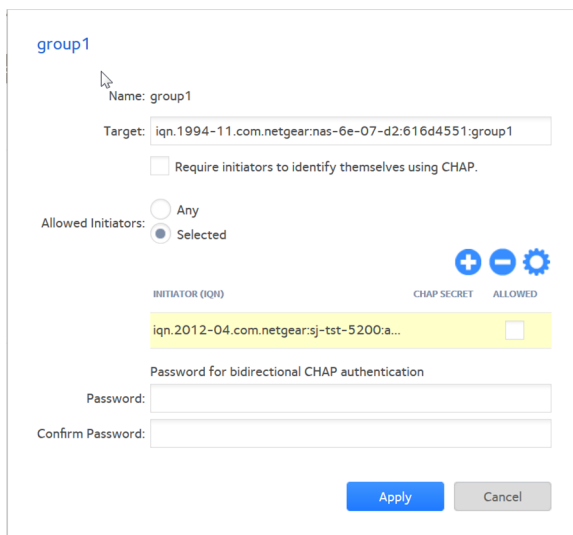 group1
Name: group1
Target: iqn.1994-11.com.netgear:nas-6e-07-d2:616d4551:group1
Require initiators to identify themselves using CHAP.
Allowed Initiators:
Any
Selected
INITIATOR (IQN) CHAP SECRET ALLOWED
iqn.2012-04.com.netgear:sj-tst-5200:a...
Password for bidirectional CHAP authentication
Password:
Confirm Password:
Apply Cancel